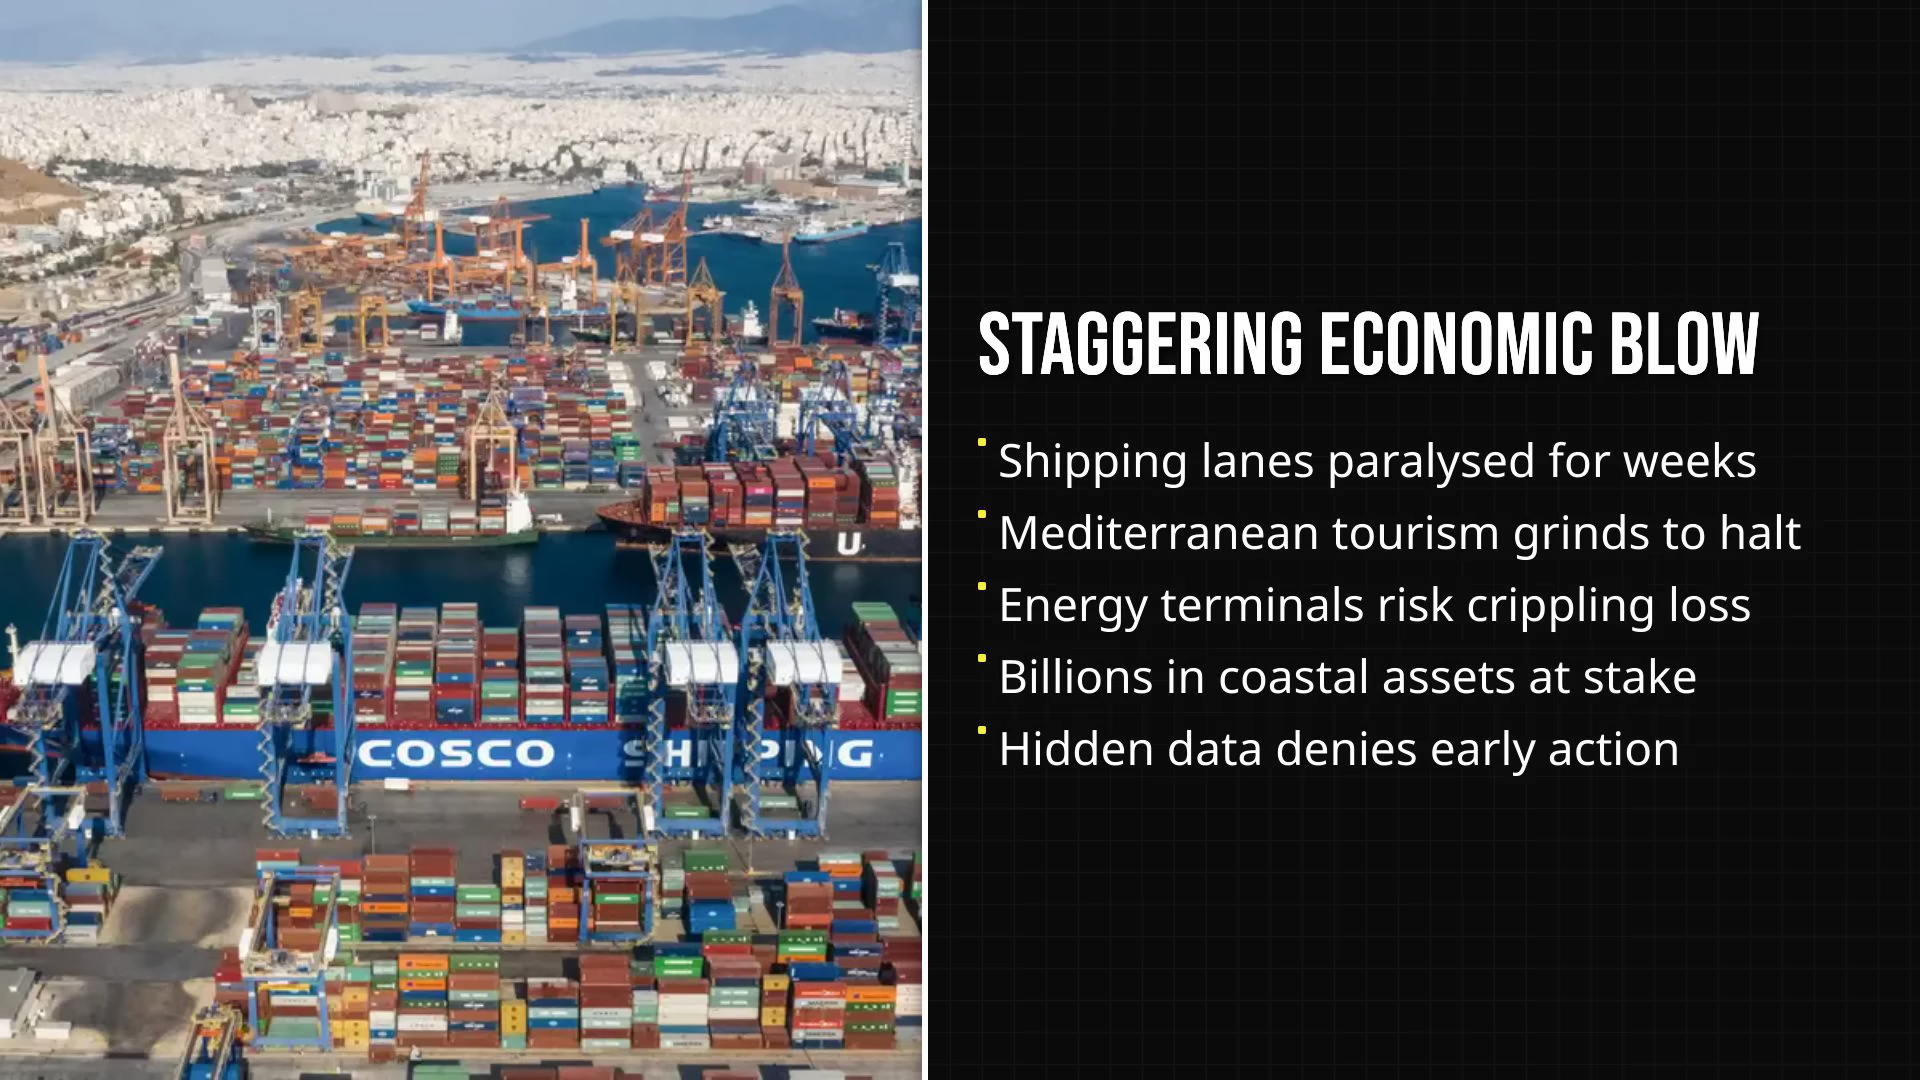 STAGGERING ECONOMIC BLOW
Shipping lanes paralysed for weeks
Mediterranean tourism grinds to halt
Energy terminals risk crippling loss
Billions in coastal assets at stake
Hidden data denies early action
U.
COSCO SHIPPING